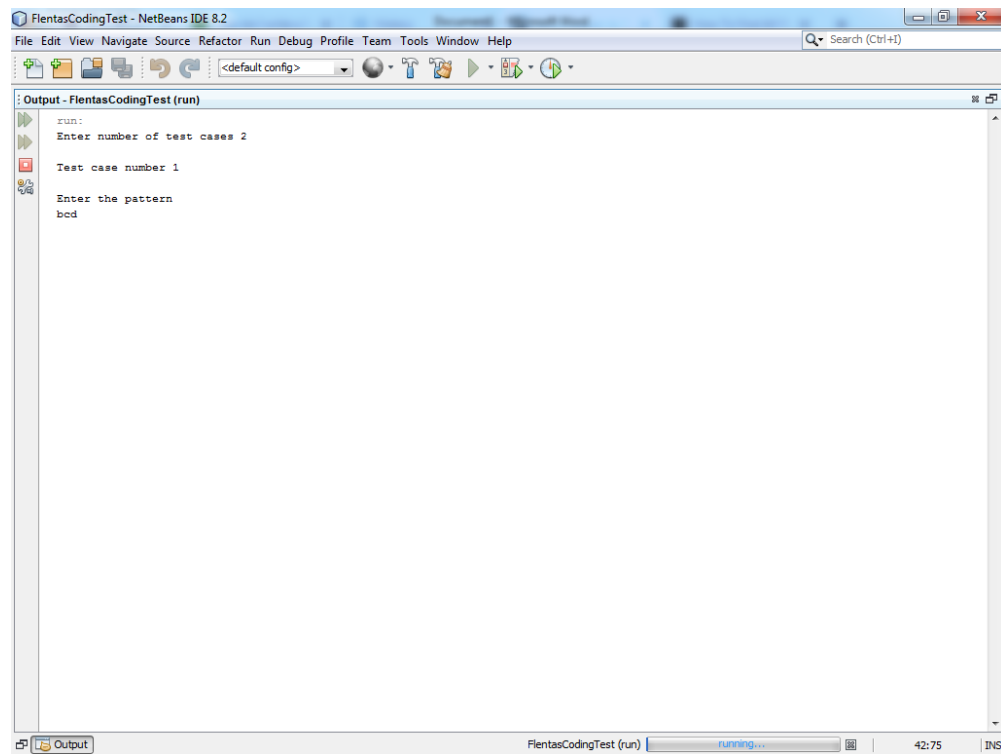 FlentasCodingTest - NetBeans IDE 8.2
File Edit View Navigate Source Refactor Run Debug Profile Team Tools Window Help
Search (Ctrl+I)
<default config>
Output - FlentasCodingTest (run)
run:
Enter number of test cases 2
Test case number 1
Enter the pattern
bcd
Output
FlentasCodingTest (run)
running...
42:75
INS